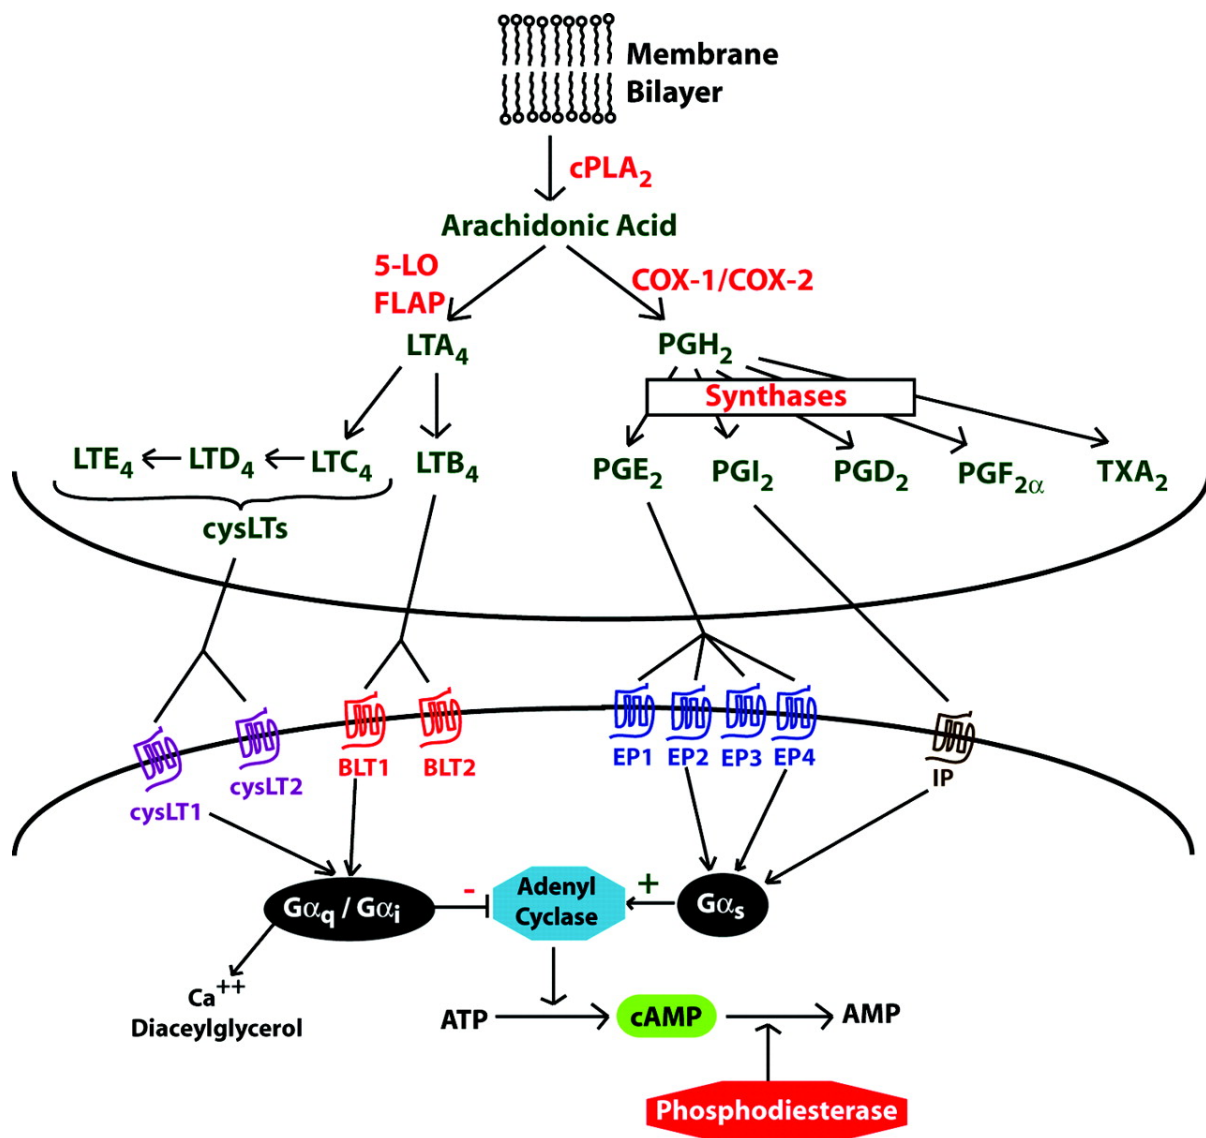 Membrane
Bilayer
cPLA₂
Arachidonic Acid
5-LO
FLAP
COX-1/COX-2
LTA₄
PGH₂
Synthases
LTE₄
LTD₄
LTC₄
LTB₄
PGE₂
PGI₂
PGD₂
PGF₂α
TXA₂
cysLTs
cysLT1
cysLT2
BLT1
BLT2
EP1
EP2
EP3
EP4
IP
Gαq / Gαi
-
Adenyl
Cyclase
+
Gαs
Ca⁺⁺
Diaceylglycerol
ATP
cAMP
AMP
Phosphodiesterase